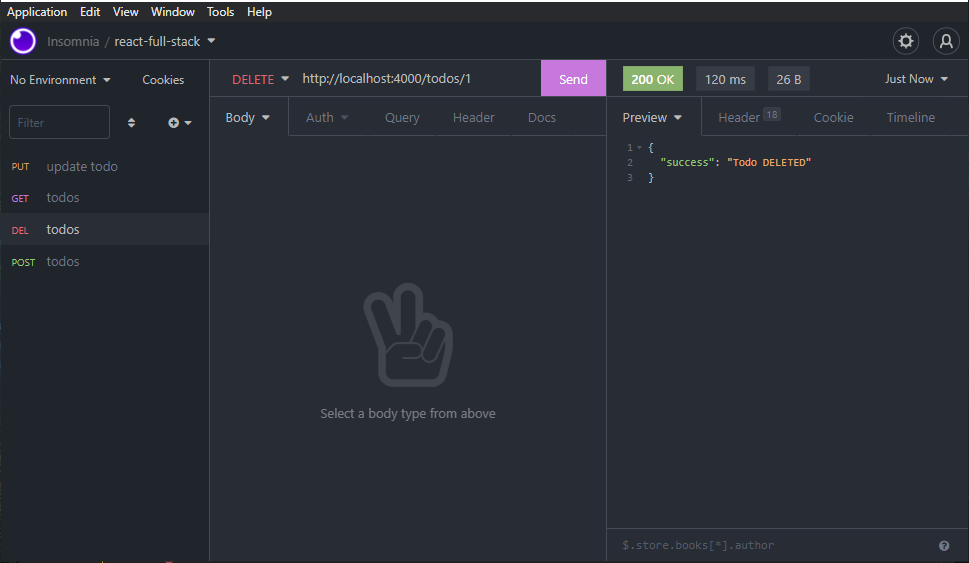 Application Edit View Window Tools Help
Insomnia / react-full-stack
No Environment Cookies
Filter
PUT update todo
GET todos
DEL todos
POST todos
DELETE http://localhost:4000/todos/1 Send
Body Auth Query Header Docs
Select a body type from above
200 OK 120 ms 26 B Just Now
Preview Header 18 Cookie Timeline
1 {
2 "success": "Todo DELETED"
3 }
$.store.books[*].author